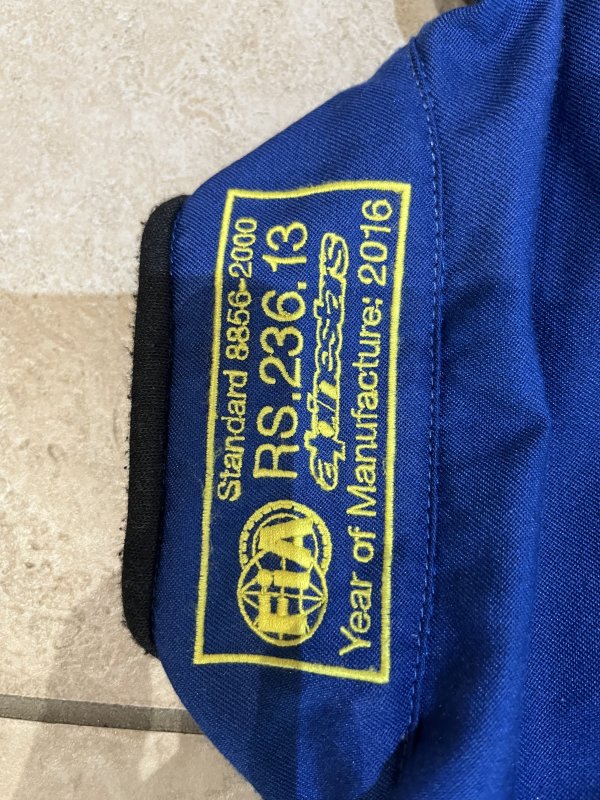 Standard 8856-2000
RS.236.13
alpinestars
FIA
Year of Manufacture: 2016